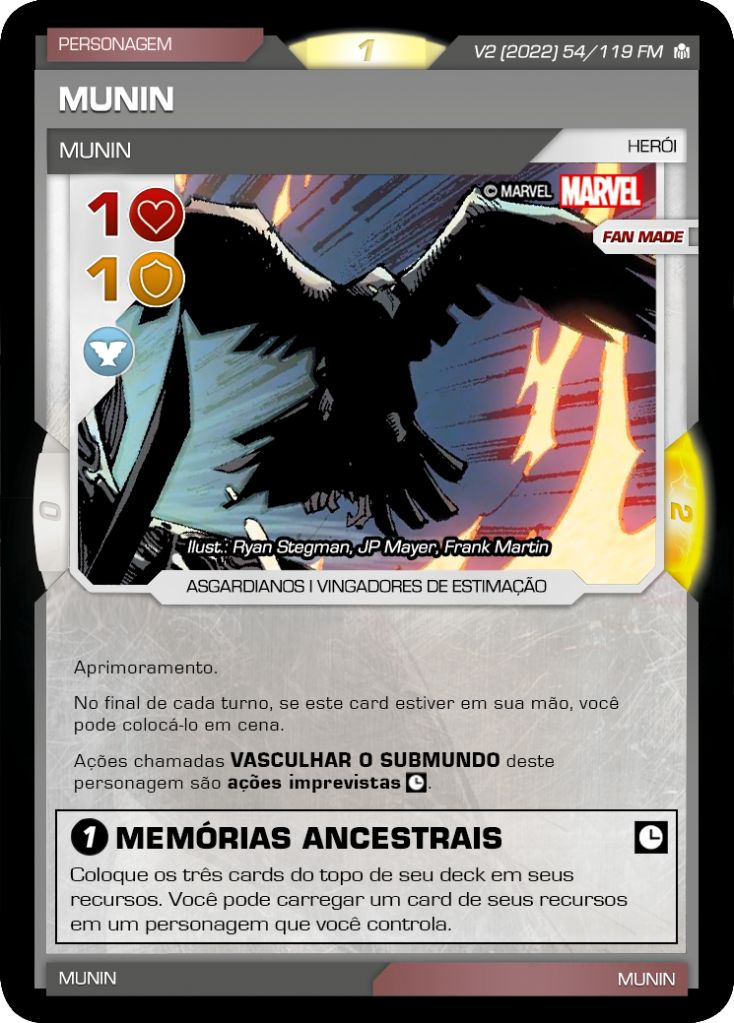 PERSONAGEM
1
V2 (2022) 54/119 FM
MUNIN
MUNIN
HERÓI
© MARVEL MARVEL
1
FAN MADE
1
0
2
Ilust.: Ryan Stegman, JP Mayer, Frank Martin
ASGARDIANOS | VINGADORES DE ESTIMAÇÃO
Aprimoramento.
No final de cada turno, se este card estiver em sua mão, você
pode colocá-lo em cena.
Ações chamadas VASCULHAR O SUBMUNDO deste
personagem são ações imprevistas.
1 MEMÓRIAS ANCESTRAIS
Coloque os três cards do topo de seu deck em seus
recursos. Você pode carregar um card de seus recursos
em um personagem que você controla.
MUNIN
MUNIN